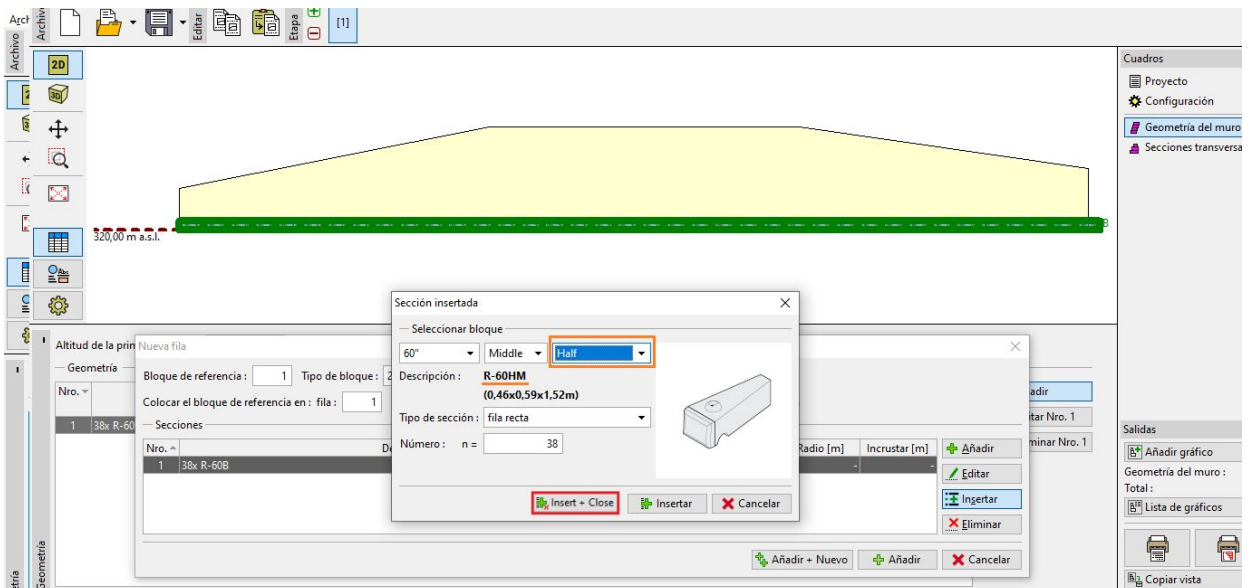 Arch
Archivo
Archivo
Editar
Etapa
[1]
2D
3D
320,00 m a.s.l.
Cuadros
Proyecto
Configuración
Geometría del muro
Secciones transversa
Salidas
Añadir gráfico
Geometría del muro :
Total :
Lista de gráficos
Copiar vista
Altitud de la prin
Geometría
Nro.
1 38x R-60
adir
itar Nro. 1
minar Nro. 1
Nueva fila
Bloque de referencia : 1 Tipo de bloque : 2
Colocar el bloque de referencia en : fila : 1
Secciones
Nro. De Radio [m] Incrustar [m]
1 38x R-60B - -
Añadir
Editar
Insertar
Eliminar
Añadir + Nuevo Añadir Cancelar
Sección insertada
Seleccionar bloque
60" Middle Half
Descripción : R-60HM
(0,46x0,59x1,52m)
Tipo de sección : fila recta
Número : n = 38
Insert + Close Insertar Cancelar
Geometría